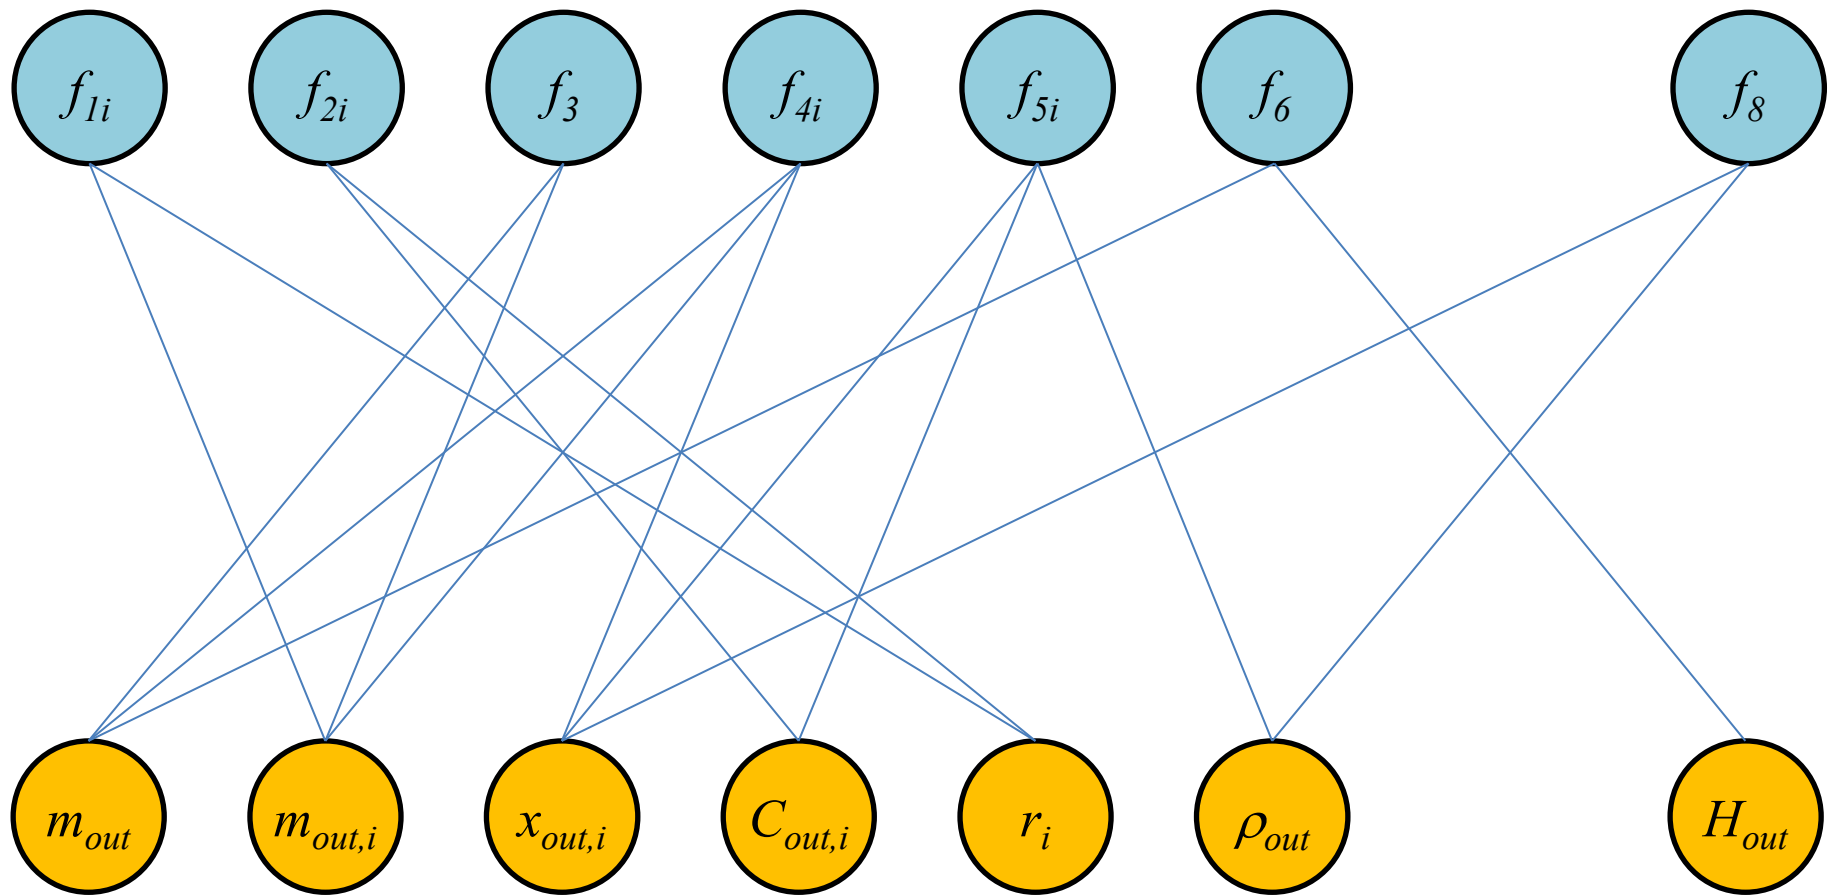 f1i f2i f3 f4i f5i f6 f8
mout mout,i xout,i Cout,i ri ρout Hout